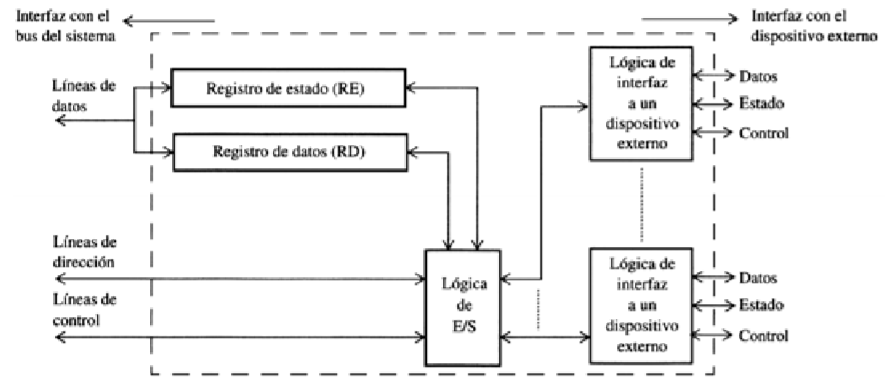 Interfaz con el
bus del sistema
Interfaz con el
dispositivo externo
Líneas de
datos
Registro de estado (RE)
Registro de datos (RD)
Lógica de
interfaz
a un
dispositivo
externo
Datos
Estado
Control
Líneas de
dirección
Líneas de
control
Lógica
de
E/S
Lógica de
interfaz
a un
dispositivo
externo
Datos
Estado
Control